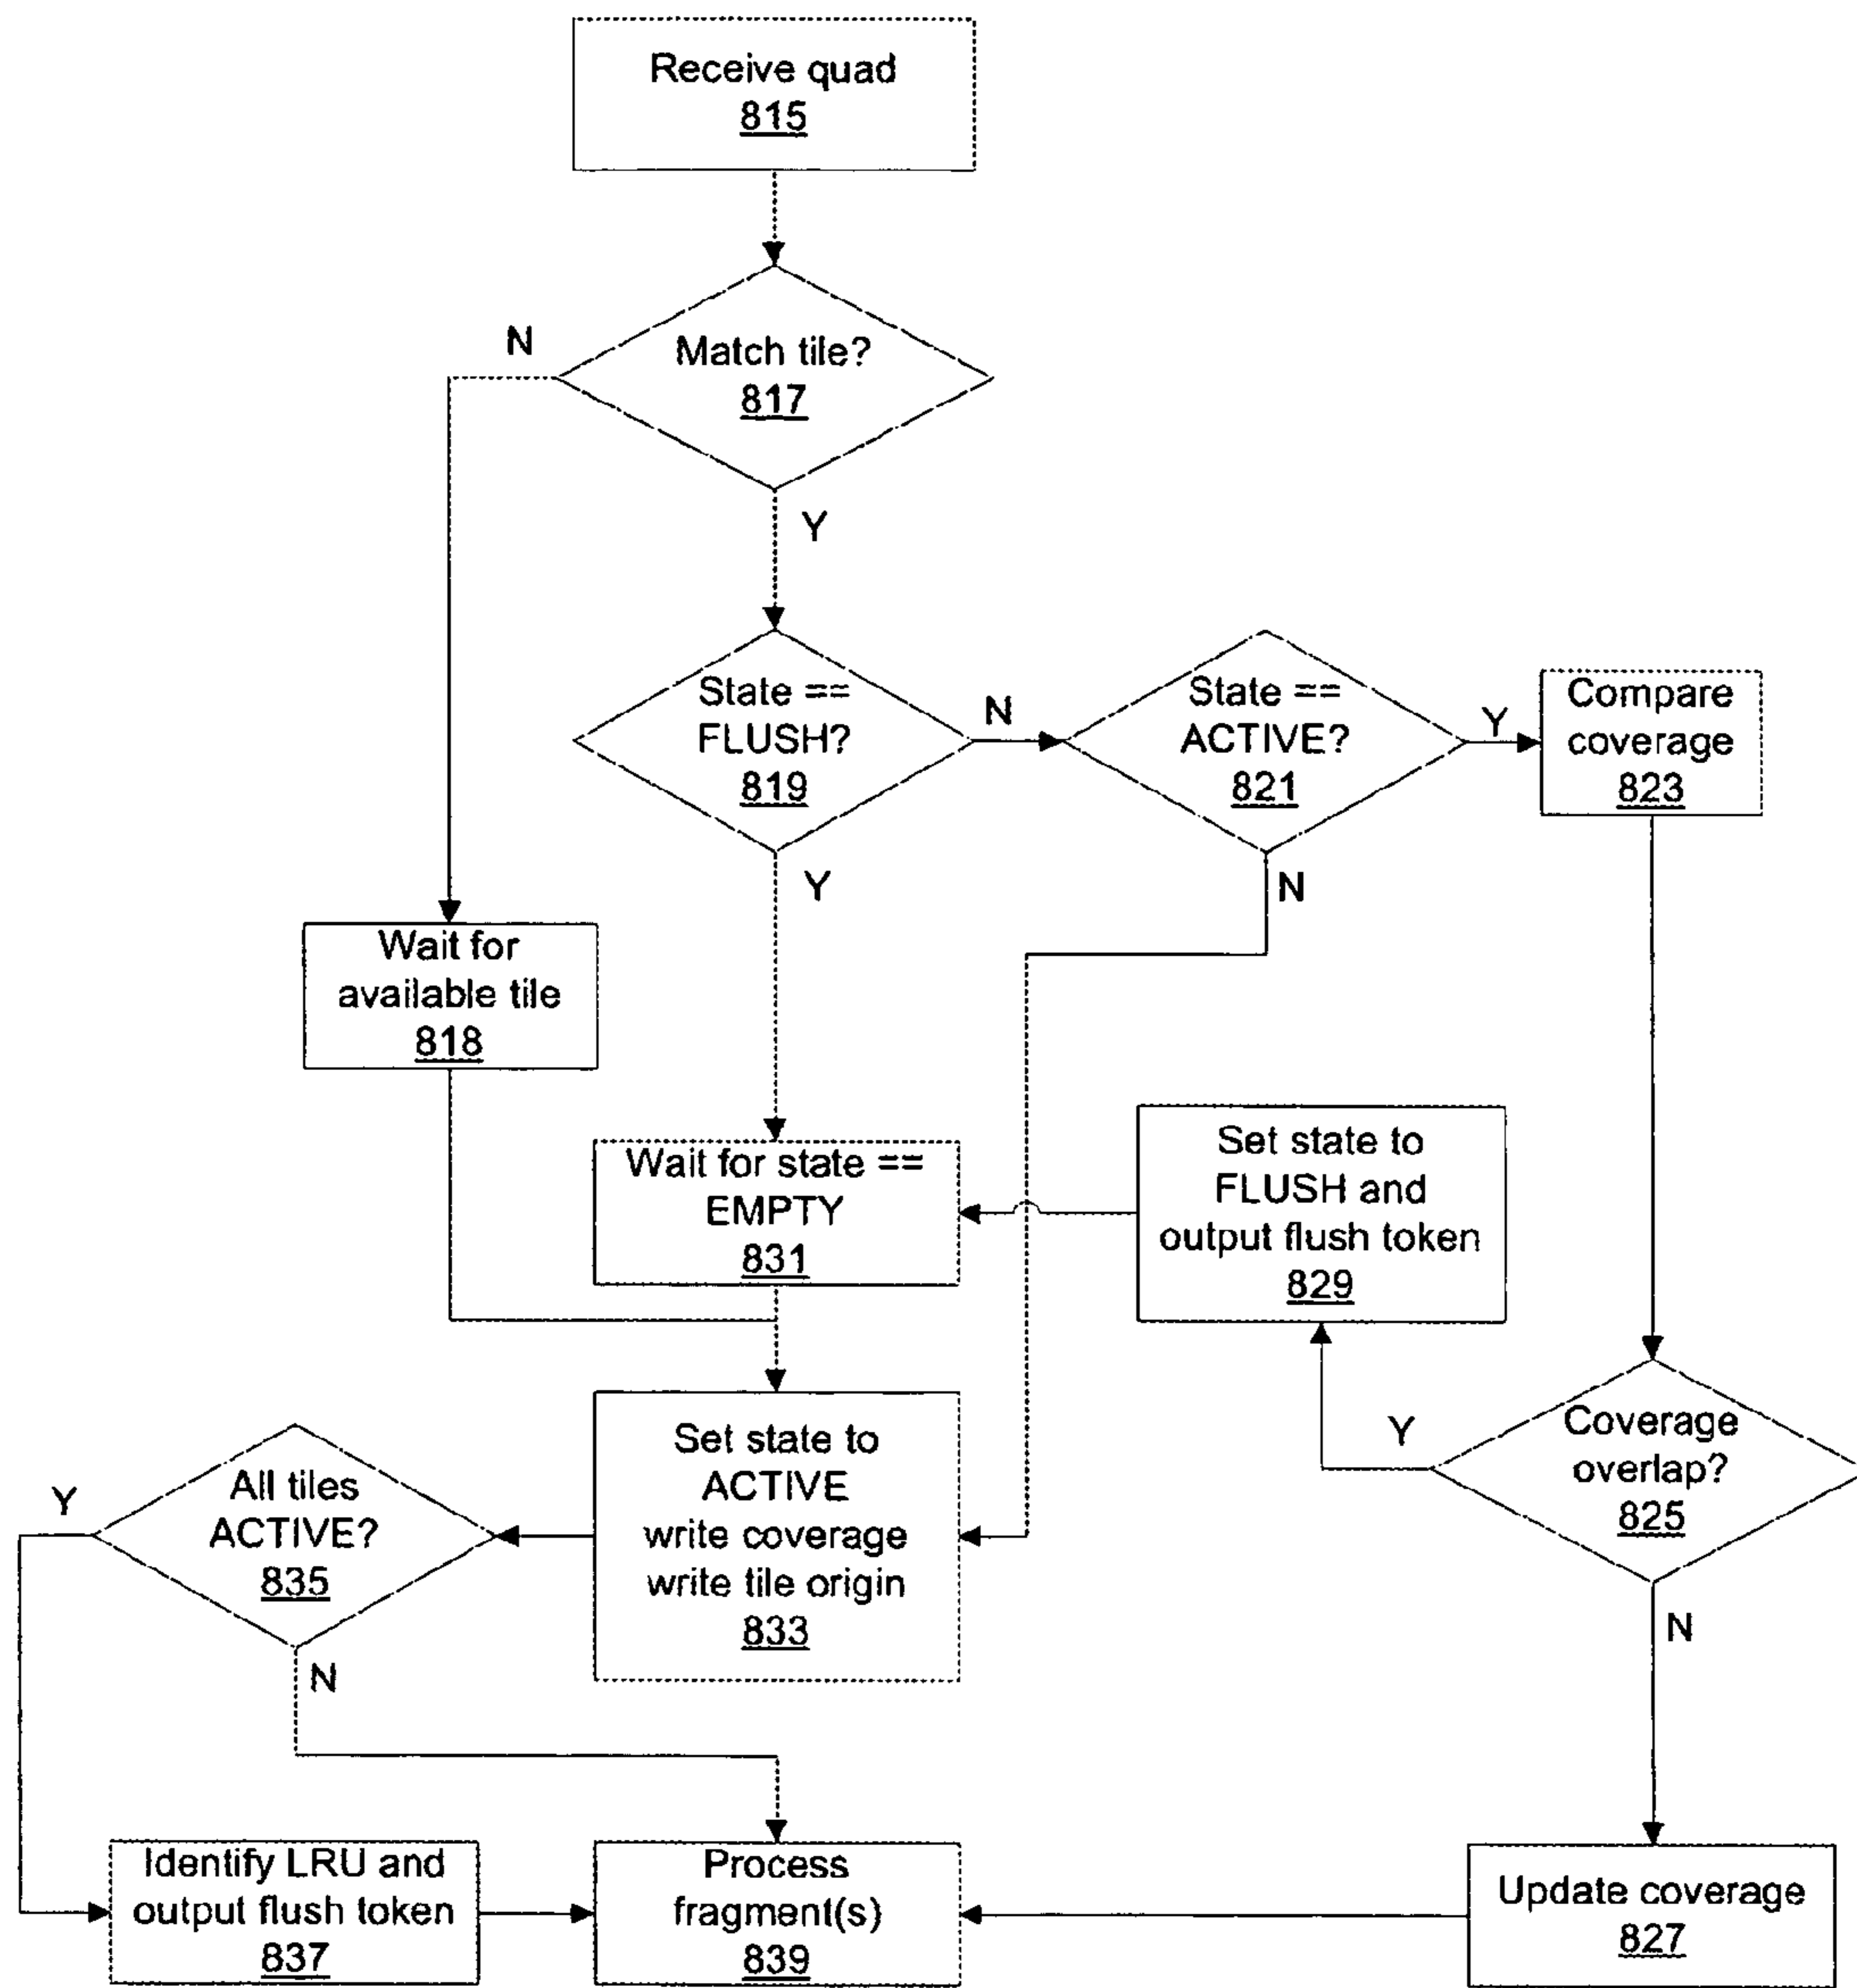 Receive quad
815
N
Match tile?
817
Y
State ==
FLUSH?
819
N
State ==
ACTIVE?
821
Y
Compare
coverage
823
Y
N
Wait for
available tile
818
Wait for state ==
EMPTY
831
Set state to
FLUSH and
output flush token
829
Y
All tiles
ACTIVE?
835
Set state to
ACTIVE
write coverage
write tile origin
833
Y
Coverage
overlap?
825
N
N
Identify LRU and
output flush token
837
Process
fragment(s)
839
Update coverage
827